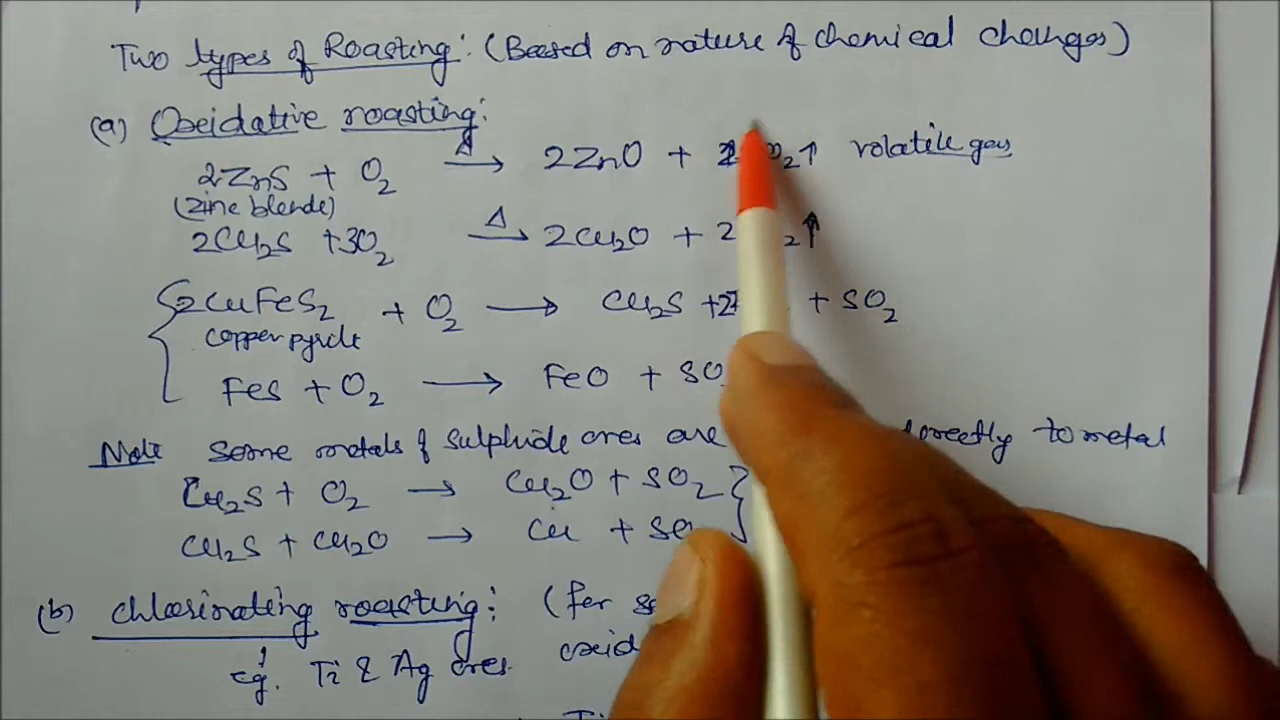 Two types of Roasting: (Based on nature of chemical changes)
(a) Oxidative roasting:
2ZnS + O2 Δ→ 2ZnO + O2↑ volatile gas
(zinc blende)
2Cu2S + 3O2 Δ→ 2Cu2O + 2 2↑
2CuFeS2 + O2 → Cu2S + 2F + SO2
copper pyrite
FeS + O2 → FeO + SO
Note Some metals of sulphide ores are directly to metal
Cu2S + O2 → Cu2O + SO2 }
Cu2S + Cu2O → Cu + SO
(b) Chlorinating roasting: (for
eg. Ti & Ag ores oxid